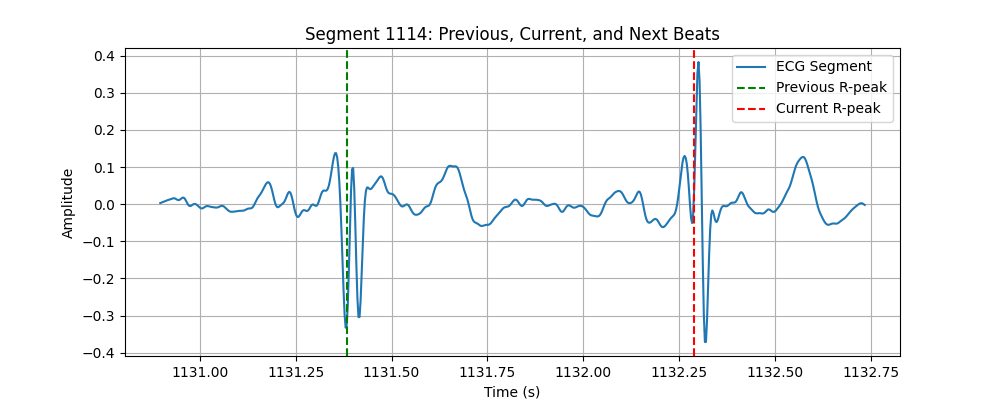 Segment 1114: Previous, Current, and Next Beats
ECG Segment
Previous R-peak
Current R-peak
Amplitude
0.4
0.3
0.2
0.1
0.0
−0.1
−0.2
−0.3
−0.4
1131.00 1131.25 1131.50 1131.75 1132.00 1132.25 1132.50 1132.75
Time (s)